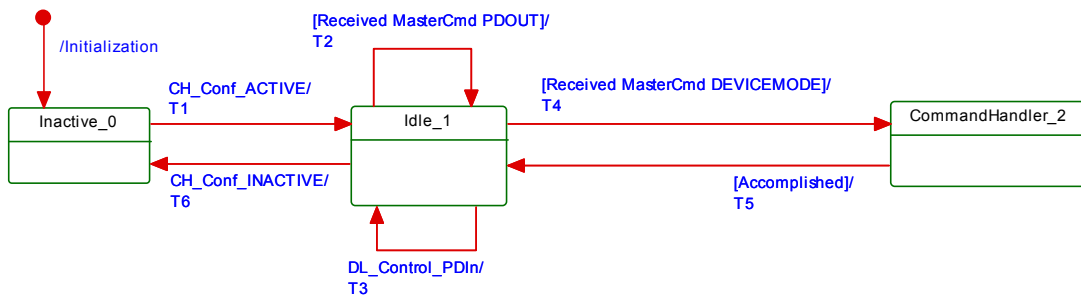 [Received MasterCmd PDOUT]/
T2
/Initialization
[Received MasterCmd DEVICEMODE]/
T4
CH_Conf_ACTIVE/
T1
Inactive_0
Idle_1
CommandHandler_2
CH_Conf_INACTIVE/
T6
[Accomplished]/
T5
DL_Control_PDIn/
T3